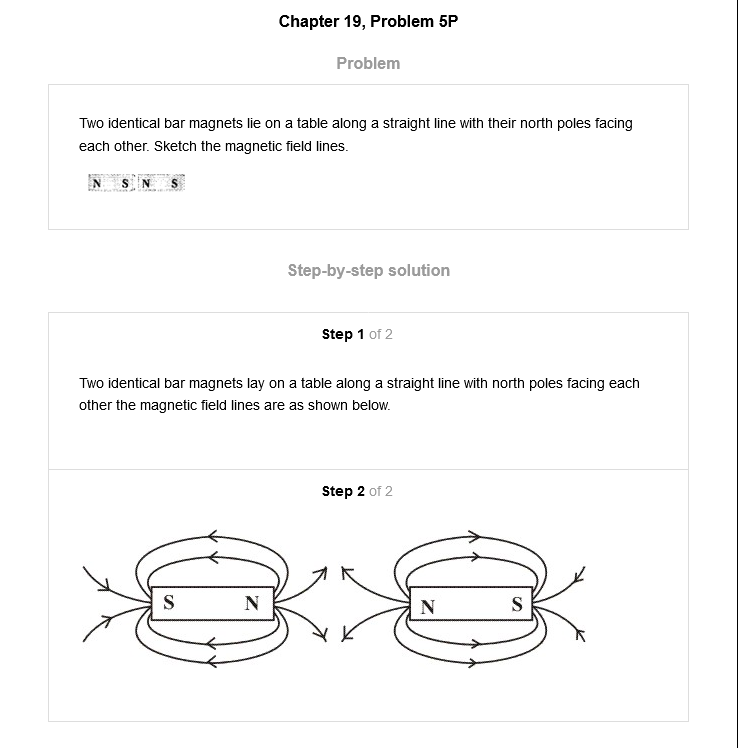 Chapter 19, Problem 5P
Problem
Two identical bar magnets lie on a table along a straight line with their north poles facing
each other. Sketch the magnetic field lines.
N S N S
Step-by-step solution
Step 1 of 2
Two identical bar magnets lay on a table along a straight line with north poles facing each
other the magnetic field lines are as shown below.
Step 2 of 2
S N N S